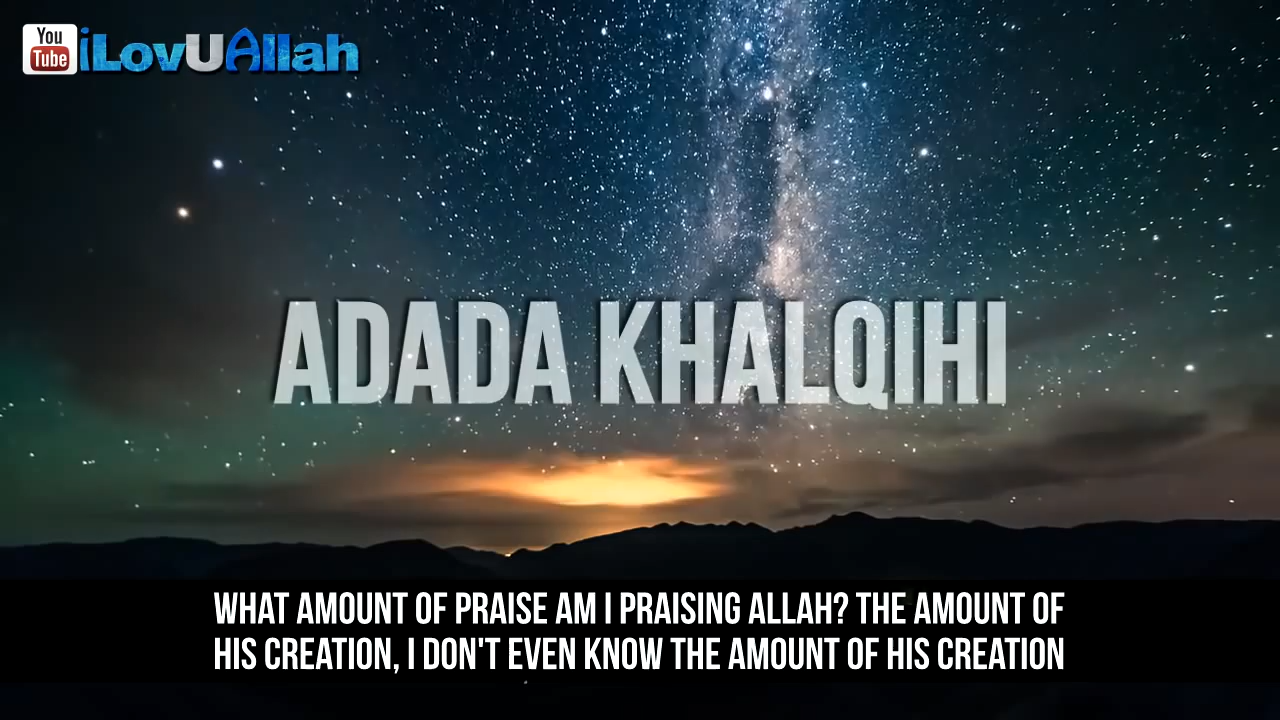 You
Tube
iLovUAllah
ADADA KHALQIHI
WHAT AMOUNT OF PRAISE AM I PRAISING ALLAH? THE AMOUNT OF
HIS CREATION, I DON'T EVEN KNOW THE AMOUNT OF HIS CREATION